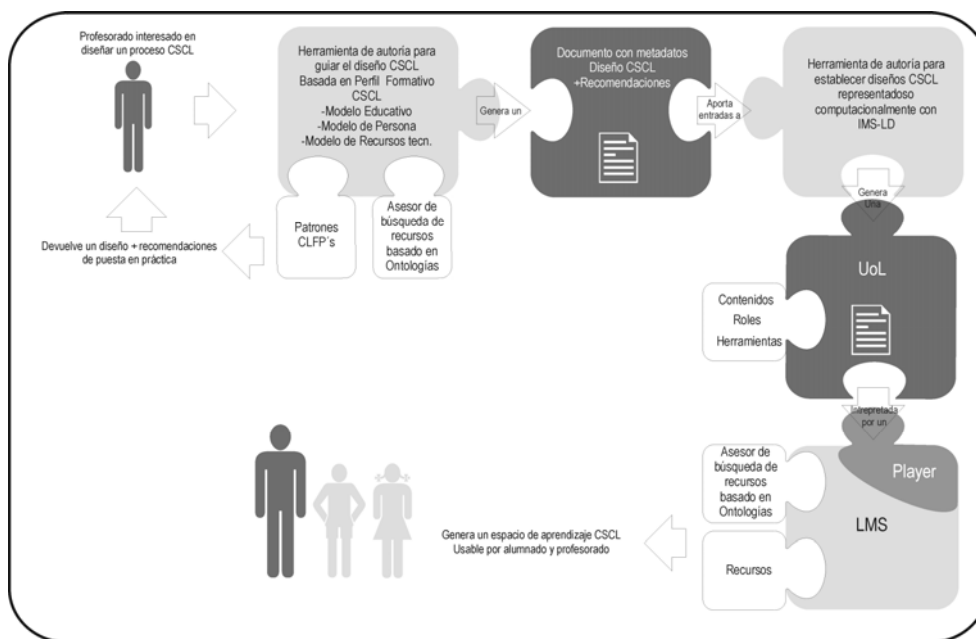 Profesorado interesado en
diseñar un proceso CSCL
Herramienta de autoría para
guiar el diseño CSCL
Basada en Perfil Formativo
CSCL
-Modelo Educativo
-Modelo de Persona
-Modelo de Recursos tecn.
Genera un
Documento con metadatos
Diseño CSCL
+Recomendaciones
Aporta
entradas a
Herramienta de autoría para
establecer diseños CSCL
representadoso
computacionalmente con
IMS-LD
Patrones
CLFP´s
Asesor de
búsqueda de
recursos
basado en
Ontologías
Devuelve un diseño + recomendaciones
de puesta en práctica
Genera
Una
UoL
Contenidos
Roles
Herramientas
Intrepretada
por un
Player
LMS
Asesor de
búsqueda de
recursos
basado en
Ontologías
Recursos
Genera un espacio de aprendizaje CSCL
Usable por alumnado y profesorado